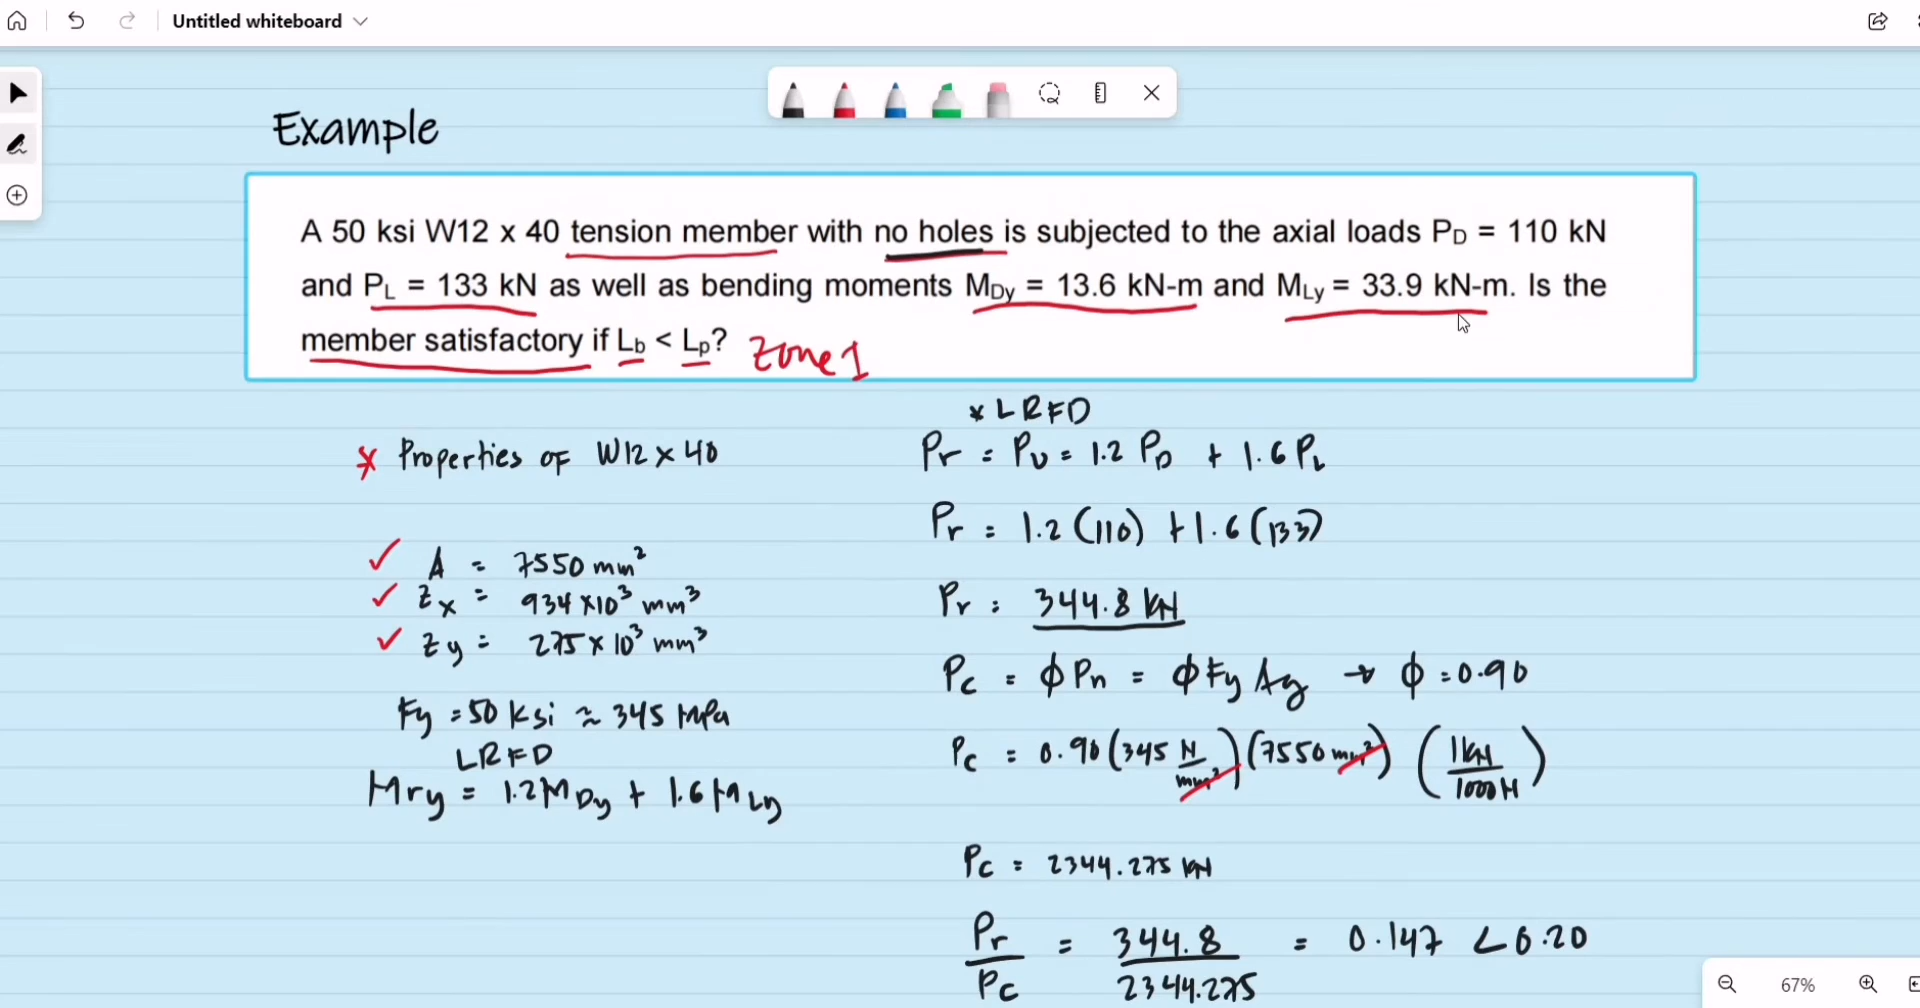 Untitled whiteboard
Example
A 50 ksi W12 x 40 tension member with no holes is subjected to the axial loads PD = 110 kN
and PL = 133 kN as well as bending moments MDy = 13.6 kN-m and MLy = 33.9 kN-m. Is the
member satisfactory if Lb < Lp? Zone 1
* Properties of W12 x 40
✓ A = 7550 mm²
✓ Zx = 934 x10³ mm³
✓ Zy = 275 x 10³ mm³
Fy = 50 ksi ≈ 345 MPa
LRFD
Mry = 1.2MDy + 1.6MLy
* LRFD
Pr = Pu = 1.2 PD + 1.6 PL
Pr = 1.2 (110) + 1.6 (133)
Pr = 344.8 kN
Pc = ϕ Pn = ϕ Fy Ag → ϕ = 0.90
Pc = 0.90 (345 N/mm²) (7550 mm²) (1kN/1000N)
Pc = 2344.275 kN
Pr/Pc = 344.8/2344.275 = 0.147 < 0.20
67%